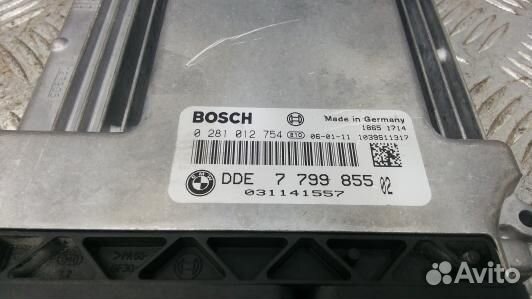 BOSCH
Made in Germany
1865 1714
0 281 012 754 B10 06-01-11 1039S11317
DDE 7 799 855 02
031141557
Avito